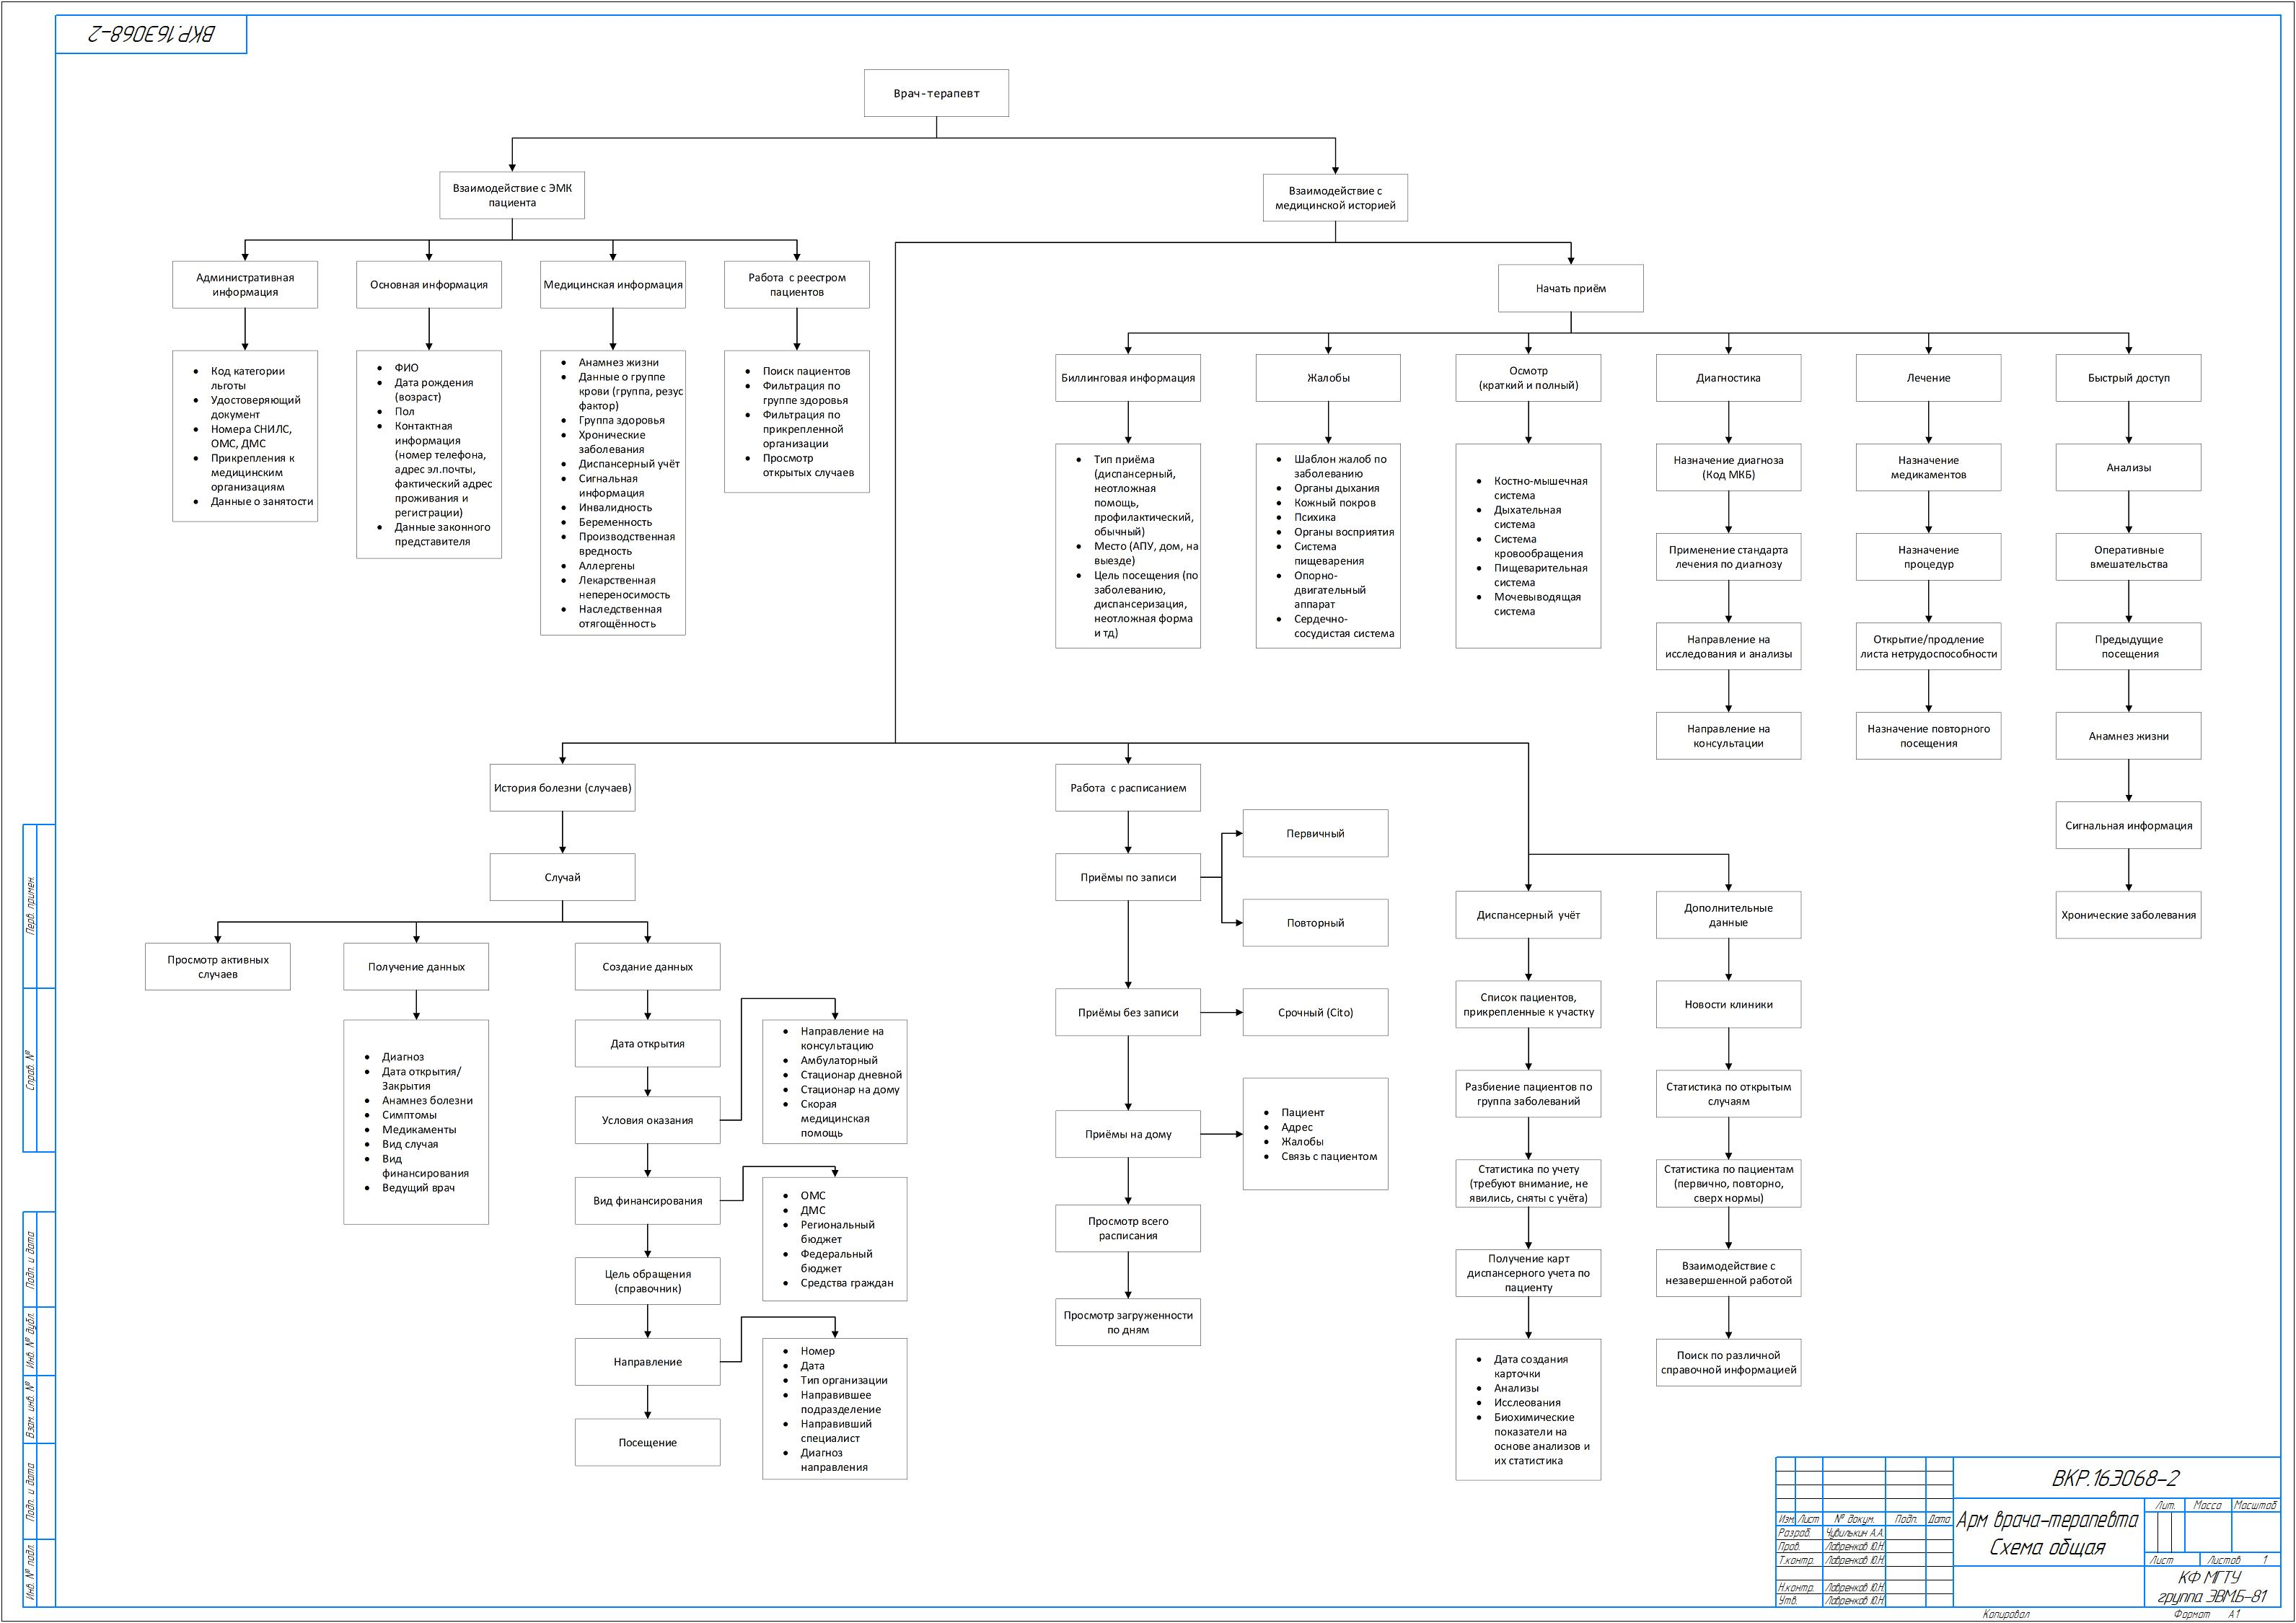 ВКР.163068-2
Врач-терапевт
Взаимодействие с ЭМК
пациента
Взаимодействие с
медицинской историей
Административная
информация
Основная информация
Медицинская информация
Работа с реестром
пациентов
Начать приём
• Код категории
льготы
• Удостоверяющий
документ
• Номера СНИЛС,
ОМС, ДМС
• Прикрепления к
медицинским
организациям
• Данные о занятости
• ФИО
• Дата рождения
(возраст)
• Пол
• Контактная
информация
(номер телефона,
адрес эл.почты,
фактический адрес
проживания и
регистрации)
• Данные законного
представителя
• Анамнез жизни
• Данные о группе
крови (группа, резус
фактор)
• Группа здоровья
• Хронические
заболевания
• Диспансерный учёт
• Сигнальная
информация
• Инвалидность
• Беременность
• Производственная
вредность
• Аллергены
• Лекарственная
непереносимость
• Наследственная
отягощённость
• Поиск пациентов
• Фильтрация по
группе здоровья
• Фильтрация по
прикрепленной
организации
• Просмотр
открытых случаев
Биллинговая информация
Жалобы
Осмотр
(краткий и полный)
Диагностика
Лечение
Быстрый доступ
• Тип приёма
(диспансерный,
неотложная
помощь,
профилактический,
обычный)
• Место (АПУ, дом, на
выезде)
• Цель посещения (по
заболеванию,
диспансеризация,
неотложная форма
и тд)
• Шаблон жалоб по
заболеванию
• Органы дыхания
• Кожный покров
• Психика
• Органы восприятия
• Система
пищеварения
• Опорно-
двигательный
аппарат
• Сердечно-
сосудистая система
• Костно-мышечная
система
• Дыхательная
система
• Система
кровообращения
• Пищеварительная
система
• Мочевыводящая
система
Назначение диагноза
(Код МКБ)
Применение стандарта
лечения по диагнозу
Направление на
исследования и анализы
Направление на
консультации
Назначение
медикаментов
Назначение
процедур
Открытие/продление
листа нетрудоспособности
Назначение повторного
посещения
Анализы
Оперативные
вмешательства
Предыдущие
посещения
Анамнез жизни
Сигнальная информация
Хронические заболевания
История болезни (случаев)
Случай
Просмотр активных
случаев
Получение данных
Создание данных
• Диагноз
• Дата открытия/
Закрытия
• Анамнез болезни
• Симптомы
• Медикаменты
• Вид случая
• Вид
финансирования
• Ведущий врач
Дата открытия
Условия оказания
Вид финансирования
Цель обращения
(справочник)
Направление
Посещение
• Направление на
консультацию
• Амбулаторный
• Стационар дневной
• Стационар на дому
• Скорая
медицинская
помощь
• ОМС
• ДМС
• Региональный
бюджет
• Федеральный
бюджет
• Средства граждан
• Номер
• Дата
• Тип организации
• Направившее
подразделение
• Направивший
специалист
• Диагноз
направления
Работа с расписанием
Приёмы по записи
Первичный
Повторный
Приёмы без записи
Срочный (Cito)
Приёмы на дому
• Пациент
• Адрес
• Жалобы
• Связь с пациентом
Просмотр всего
расписания
Просмотр загруженности
по дням
Диспансерный учёт
Список пациентов,
прикрепленные к участку
Разбиение пациентов по
группа заболеваний
Статистика по учету
(требуют внимание, не
явились, сняты с учёта)
Получение карт
диспансерного учета по
пациенту
• Дата создания
карточки
• Анализы
• Исслеования
• Биохимические
показатели на
основе анализов и
их статистика
Дополнительные
данные
Новости клиники
Статистика по открытым
случаям
Статистика по пациентам
(первично, повторно,
сверх нормы)
Взаимодействие с
незавершенной работой
Поиск по различной
справочной информацией
Перв. примен.
Справ. №
Подп. и дата
Инв. № дубл.
Взам. инв. №
Подп. и дата
Инв. № подл.
ВКР.163068-2
Изм. Лист № докум. Подп. Дата
Разраб. Чувилькин А.А.
Пров. Лавренков Ю.Н.
Т.контр. Лавренков Ю.Н.
Н.контр. Лавренков Ю.Н.
Утв. Лавренков Ю.Н.
Арм врача-терапевта
Схема общая
Лит. Масса Масштаб
Лист Листов 1
КФ МГТУ
группа ЭВМ.Б-81
Копировал Формат А1